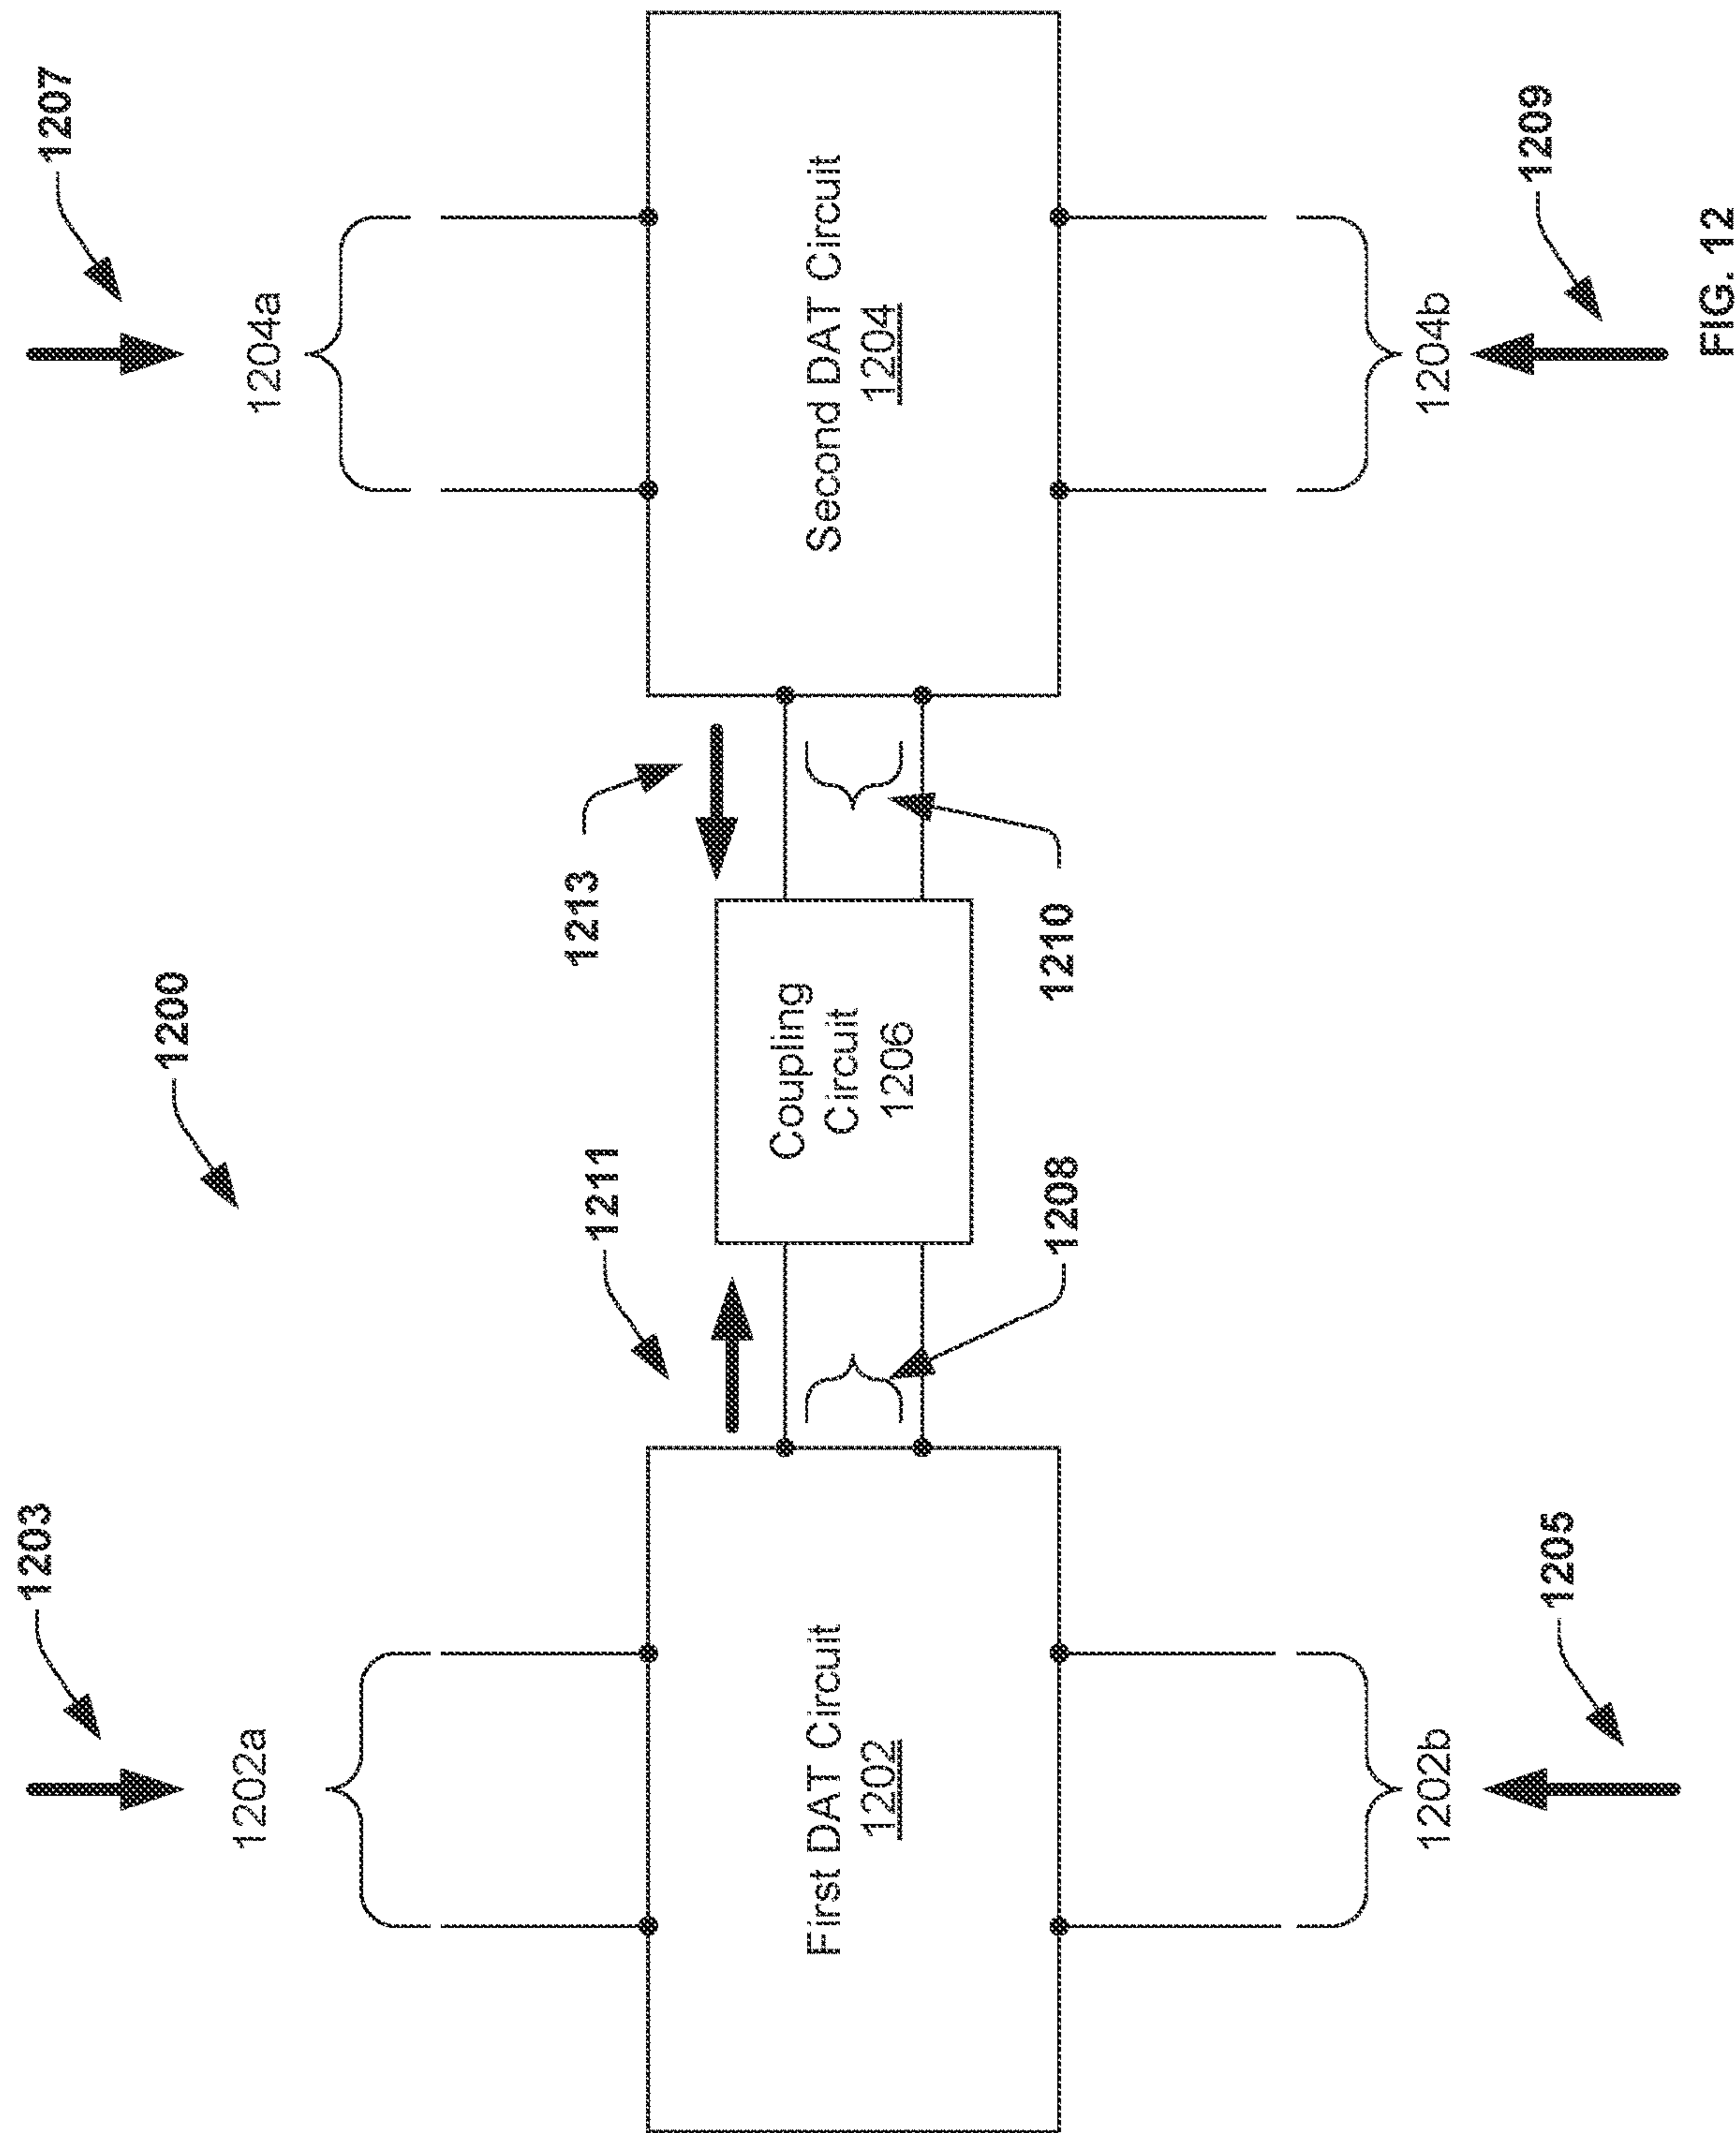 1200
1203
1207
1202a
1204a
1211
1213
First DAT Circuit
1202
Coupling
Circuit
1206
Second DAT Circuit
1204
1208
1210
1202b
1204b
1205
1209
FIG. 12